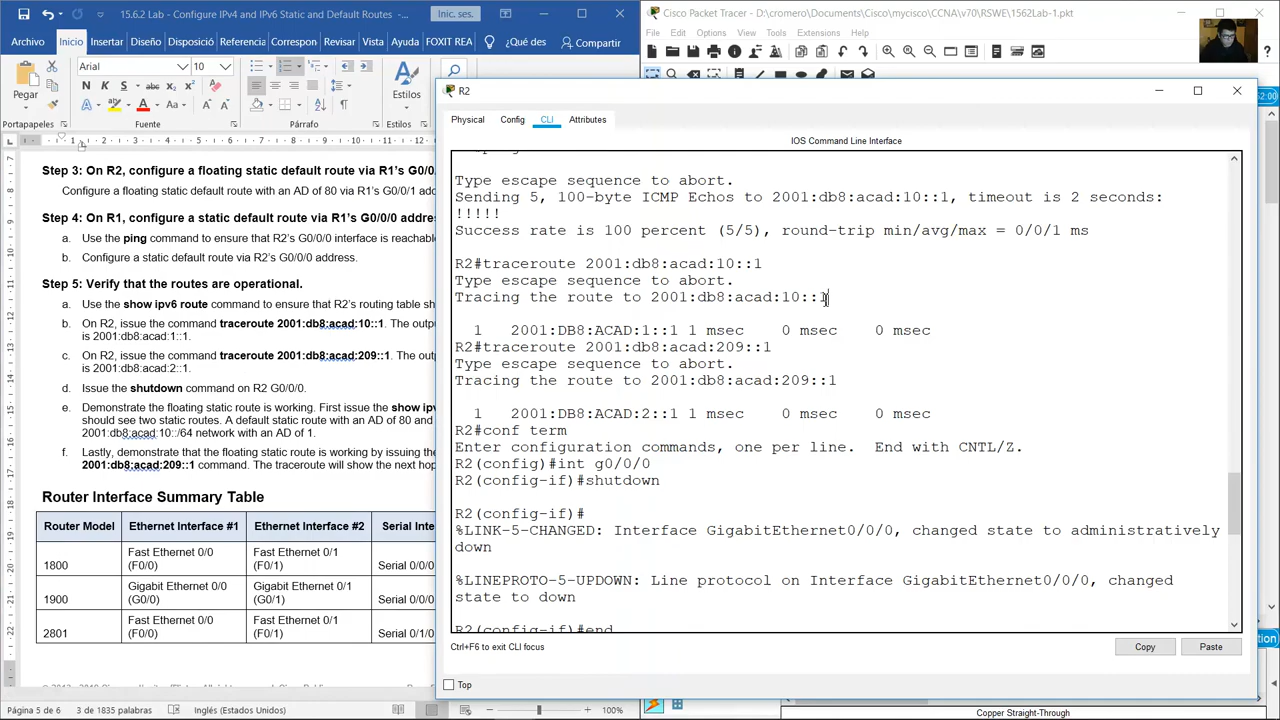 15.6.2 Lab - Configure IPv4 and IPv6 Static and Default Routes -
Inic. ses.
Archivo Inicio Insertar Diseño Disposició Referencia Correspon Revisar Vista Ayuda FOXIT REA ¿Qué des Compartir
Pegar
Arial 10
Estilos
Portapapeles
Fuente Párrafo Estilos
Step 3: On R2, configure a floating static default route via R1's G0/0
Configure a floating static default route with an AD of 80 via R1's G0/0/1 add
Step 4: On R1, configure a static default route via R1's G0/0/0 addre
a. Use the ping command to ensure that R2's G0/0/0 interface is reachabl
b. Configure a static default route via R2's G0/0/0 address.
Step 5: Verify that the routes are operational.
a. Use the show ipv6 route command to ensure that R2's routing table sh
b. On R2, issue the command traceroute 2001:db8:acad:10::1. The outp
is 2001:db8:acad:1::1.
c. On R2, issue the command traceroute 2001:db8:acad:209::1. The out
is 2001:db8:acad:2::1.
d. Issue the shutdown command on R2 G0/0/0.
e. Demonstrate the floating static route is working. First issue the show ipv
should see two static routes. A default static route with an AD of 80 and
2001:db8:acad:10::/64 network with an AD of 1.
f. Lastly, demonstrate that the floating static route is working by issuing the
2001:db8:acad:209::1 command. The traceroute will show the next hop
Router Interface Summary Table
Router Model Ethernet Interface #1 Ethernet Interface #2 Serial Inte
1800 Fast Ethernet 0/0 (F0/0) Fast Ethernet 0/1 (F0/1) Serial 0/0/0
1900 Gigabit Ethernet 0/0 (G0/0) Gigabit Ethernet 0/1 (G0/1) Serial 0/0/0
2801 Fast Ethernet 0/0 (F0/0) Fast Ethernet 0/1 (F0/1) Serial 0/1/0
Página 5 de 6 3 de 1835 palabras Inglés (Estados Unidos) 100%
Cisco Packet Tracer - D:\cromero\Documents\Cisco\mycisco\CCNA\v70\RSWE\1562Lab-1.pkt
File Edit Options View Tools Extensions Help
R2
Physical Config CLI Attributes
IOS Command Line Interface
Type escape sequence to abort.
Sending 5, 100-byte ICMP Echos to 2001:db8:acad:10::1, timeout is 2 seconds:
!!!!!
Success rate is 100 percent (5/5), round-trip min/avg/max = 0/0/1 ms
R2#traceroute 2001:db8:acad:10::1
Type escape sequence to abort.
Tracing the route to 2001:db8:acad:10::1
1 2001:DB8:ACAD:1::1 1 msec 0 msec 0 msec
R2#traceroute 2001:db8:acad:209::1
Type escape sequence to abort.
Tracing the route to 2001:db8:acad:209::1
1 2001:DB8:ACAD:2::1 1 msec 0 msec 0 msec
R2#conf term
Enter configuration commands, one per line. End with CNTL/Z.
R2(config)#int g0/0/0
R2(config-if)#shutdown
R2(config-if)#
%LINK-5-CHANGED: Interface GigabitEthernet0/0/0, changed state to administratively
down
%LINEPROTO-5-UPDOWN: Line protocol on Interface GigabitEthernet0/0/0, changed
state to down
R2(config-if)#end
Ctrl+F6 to exit CLI focus
Copy Paste
Top
Copper Straight-Through